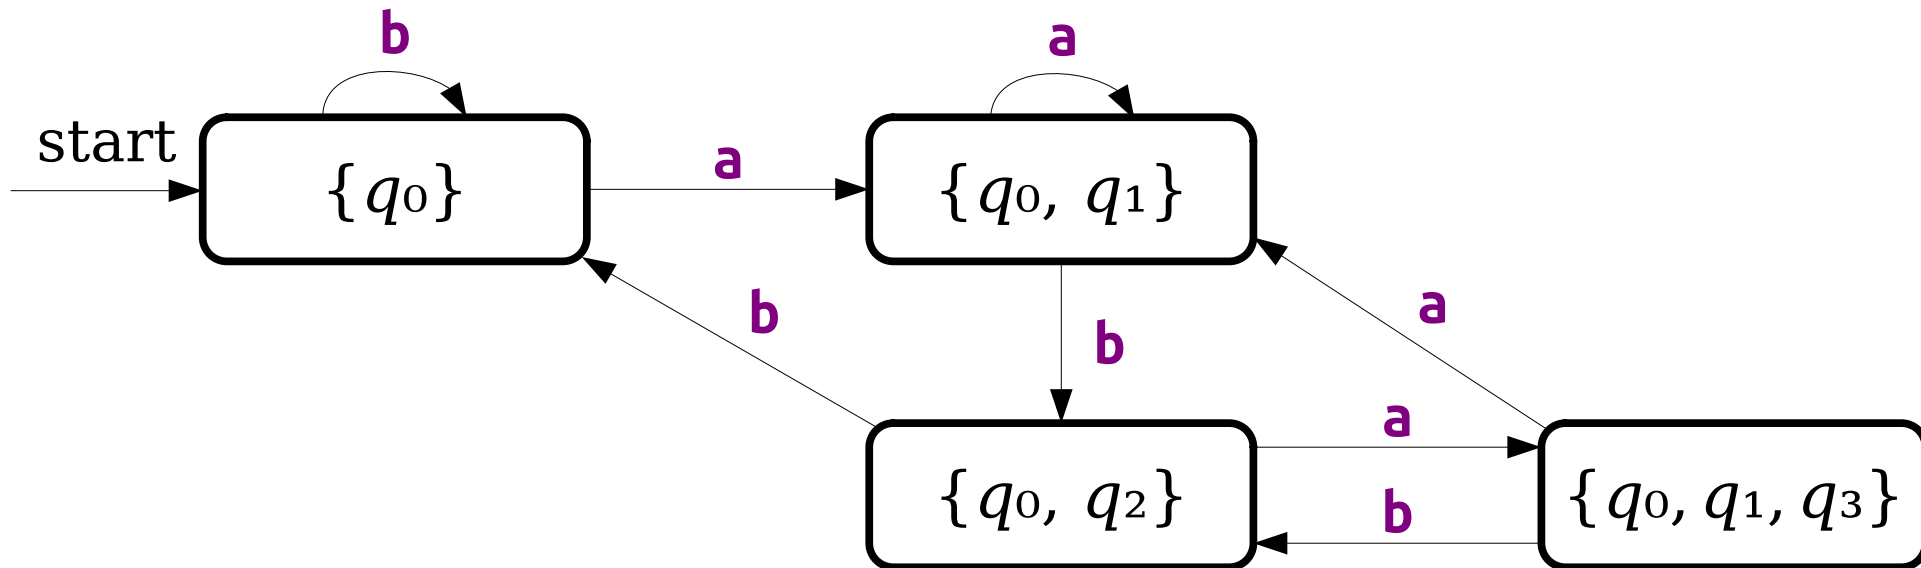 b
a
start
{q₀}
a
{q₀, q₁}
b
b
a
{q₀, q₂}
a
b
{q₀, q₁, q₃}